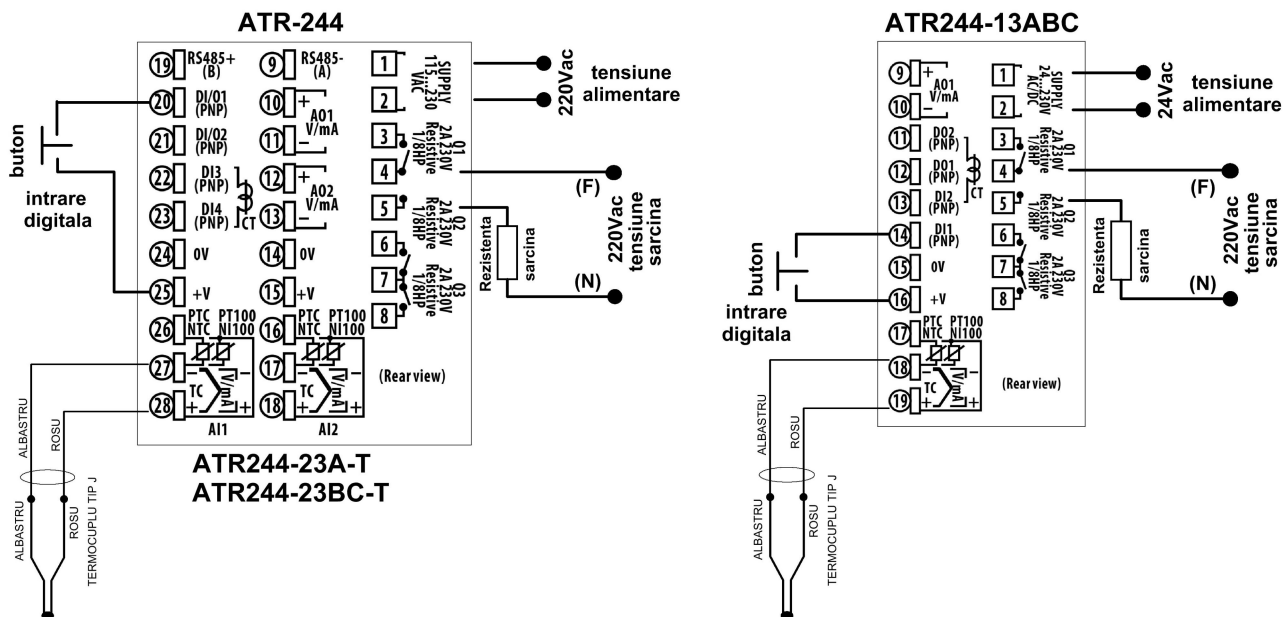 ATR-244
19 RS485+
(B)
9 RS485-
(A)
20 DI/O1
(PNP)
10 +
AO1
V/mA
21 DI/O2
(PNP)
11 –
22 DI3
(PNP)
12 +
AO2
V/mA
23 DI4
(PNP)
CT
13 –
24 0V
14 0V
25 +V
15 +V
26 PTC PT100
NTC NI100
16 PTC PT100
NTC NI100
27 – –
17 – –
TC V/mA
TC V/mA
28 + +
18 + +
AI1
AI2
1
2
SUPPLY
115...230
VAC
3
4
Q1
2A 230V
Resistive
1/8HP
5
6
Q2
2A 230V
Resistive
1/8HP
7
8
Q3
2A 230V
Resistive
1/8HP
(Rear view)
buton
intrare
digitala
220Vac
tensiune
alimentare
(F)
220Vac
tensiune
sarcina
Rezistenta
sarcina
(N)
ALBASTRU
ROSU
ALBASTRU
ROSU
TERMOCUPLU TIP J
ATR244-23A-T
ATR244-23BC-T
ATR244-13ABC
9 +
AO1
V/mA
10 –
11 DO2
(PNP)
12 DO1
(PNP)
CT
13 DI2
(PNP)
14 DI1
(PNP)
15 0V
16 +V
17 PTC PT100
NTC NI100
18 – –
TC V/mA
19 + +
1
2
SUPPLY
24...230V
AC/DC
3
4
Q1
2A 230V
Resistive
1/8HP
5
6
Q2
2A 230V
Resistive
1/8HP
7
8
Q3
2A 230V
Resistive
1/8HP
(Rear view)
buton
intrare
digitala
24Vac
tensiune
alimentare
(F)
220Vac
tensiune
sarcina
Rezistenta
sarcina
(N)
ALBASTRU
ROSU
ALBASTRU
ROSU
TERMOCUPLU TIP J